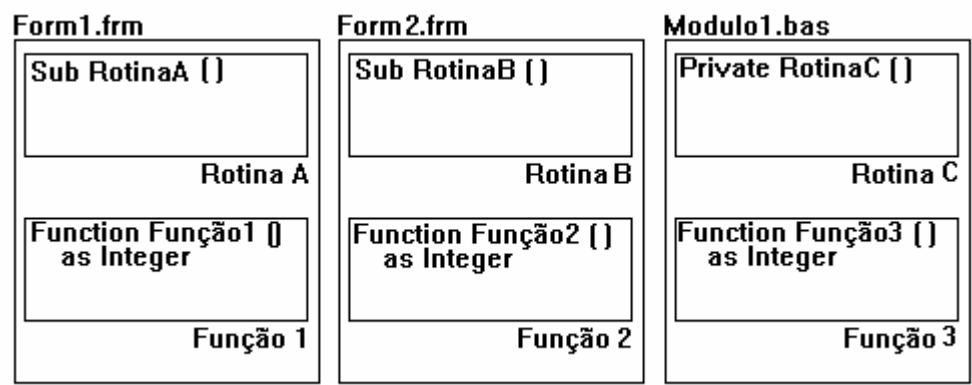 Form1.frm
Sub RotinaA ()
Rotina A
Function Função1 ()
as Integer
Função 1
Form2.frm
Sub RotinaB ()
Rotina B
Function Função2 ()
as Integer
Função 2
Modulo1.bas
Private RotinaC ()
Rotina C
Function Função3 ()
as Integer
Função 3